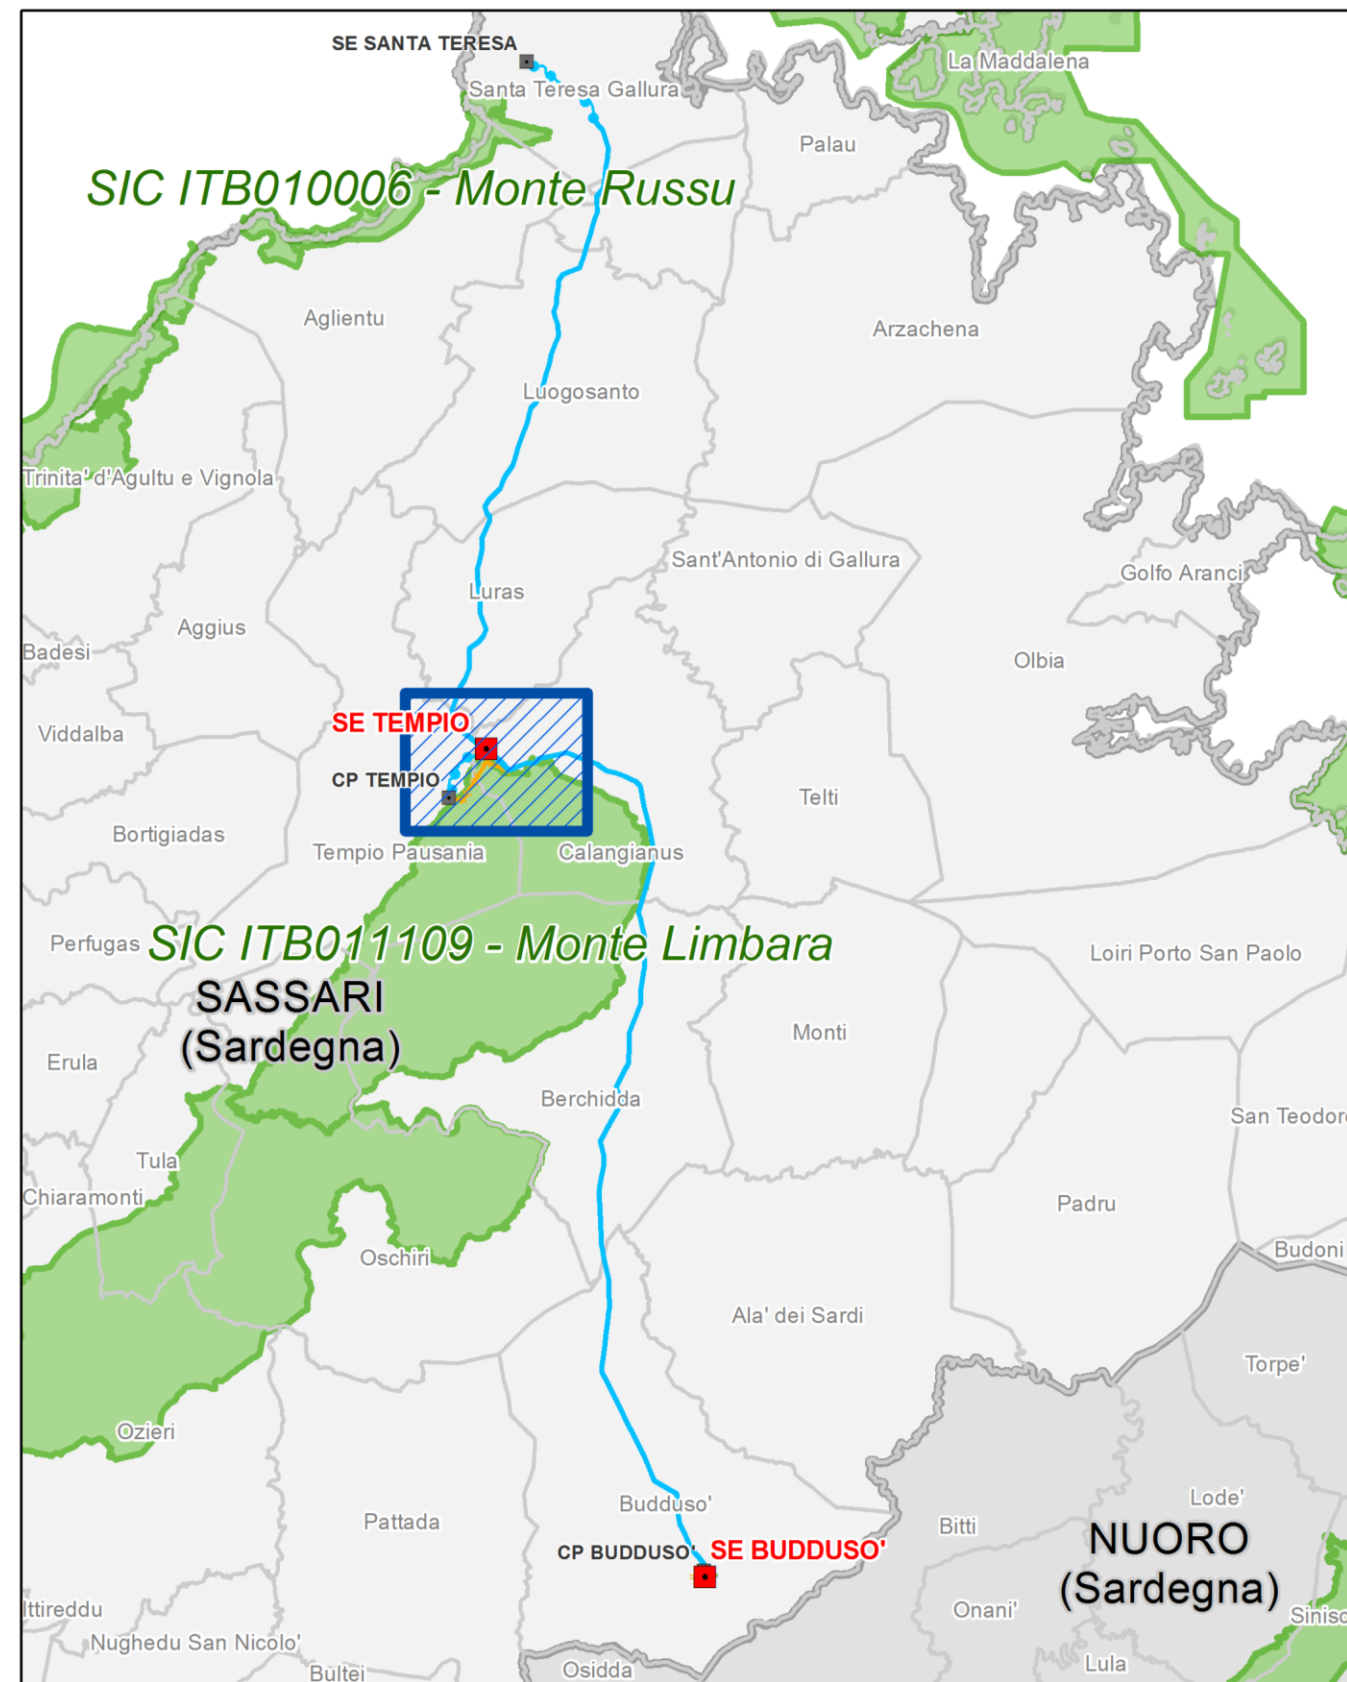 SE SANTA TERESA
La Maddalena
Santa Teresa Gallura
Palau
SIC ITB010006 - Monte Russu
Aglientu
Arzachena
Luogosanto
Trinita' d'Agultu e Vignola
Sant'Antonio di Gallura
Golfo Aranci
Luras
Aggius
Badesi
Olbia
SE TEMPIO
Viddalba
CP TEMPIO
Telti
Bortigiadas
Tempio Pausania
Calangianus
Perfugas
SIC ITB011109 - Monte Limbara
Loiri Porto San Paolo
SASSARI
(Sardegna)
Monti
Erula
Berchidda
San Teodor
Tula
Chiaramonti
Padru
Oschiri
Budoni
Ala' dei Sardi
Torpe'
Ozieri
Lode'
Budduso'
Pattada
Bitti
NUORO
(Sardegna)
CP BUDDUSO'
SE BUDDUSO'
Ittireddu
Onani'
Sinisc
Nughedu San Nicolo'
Bultei
Osidda
Lula